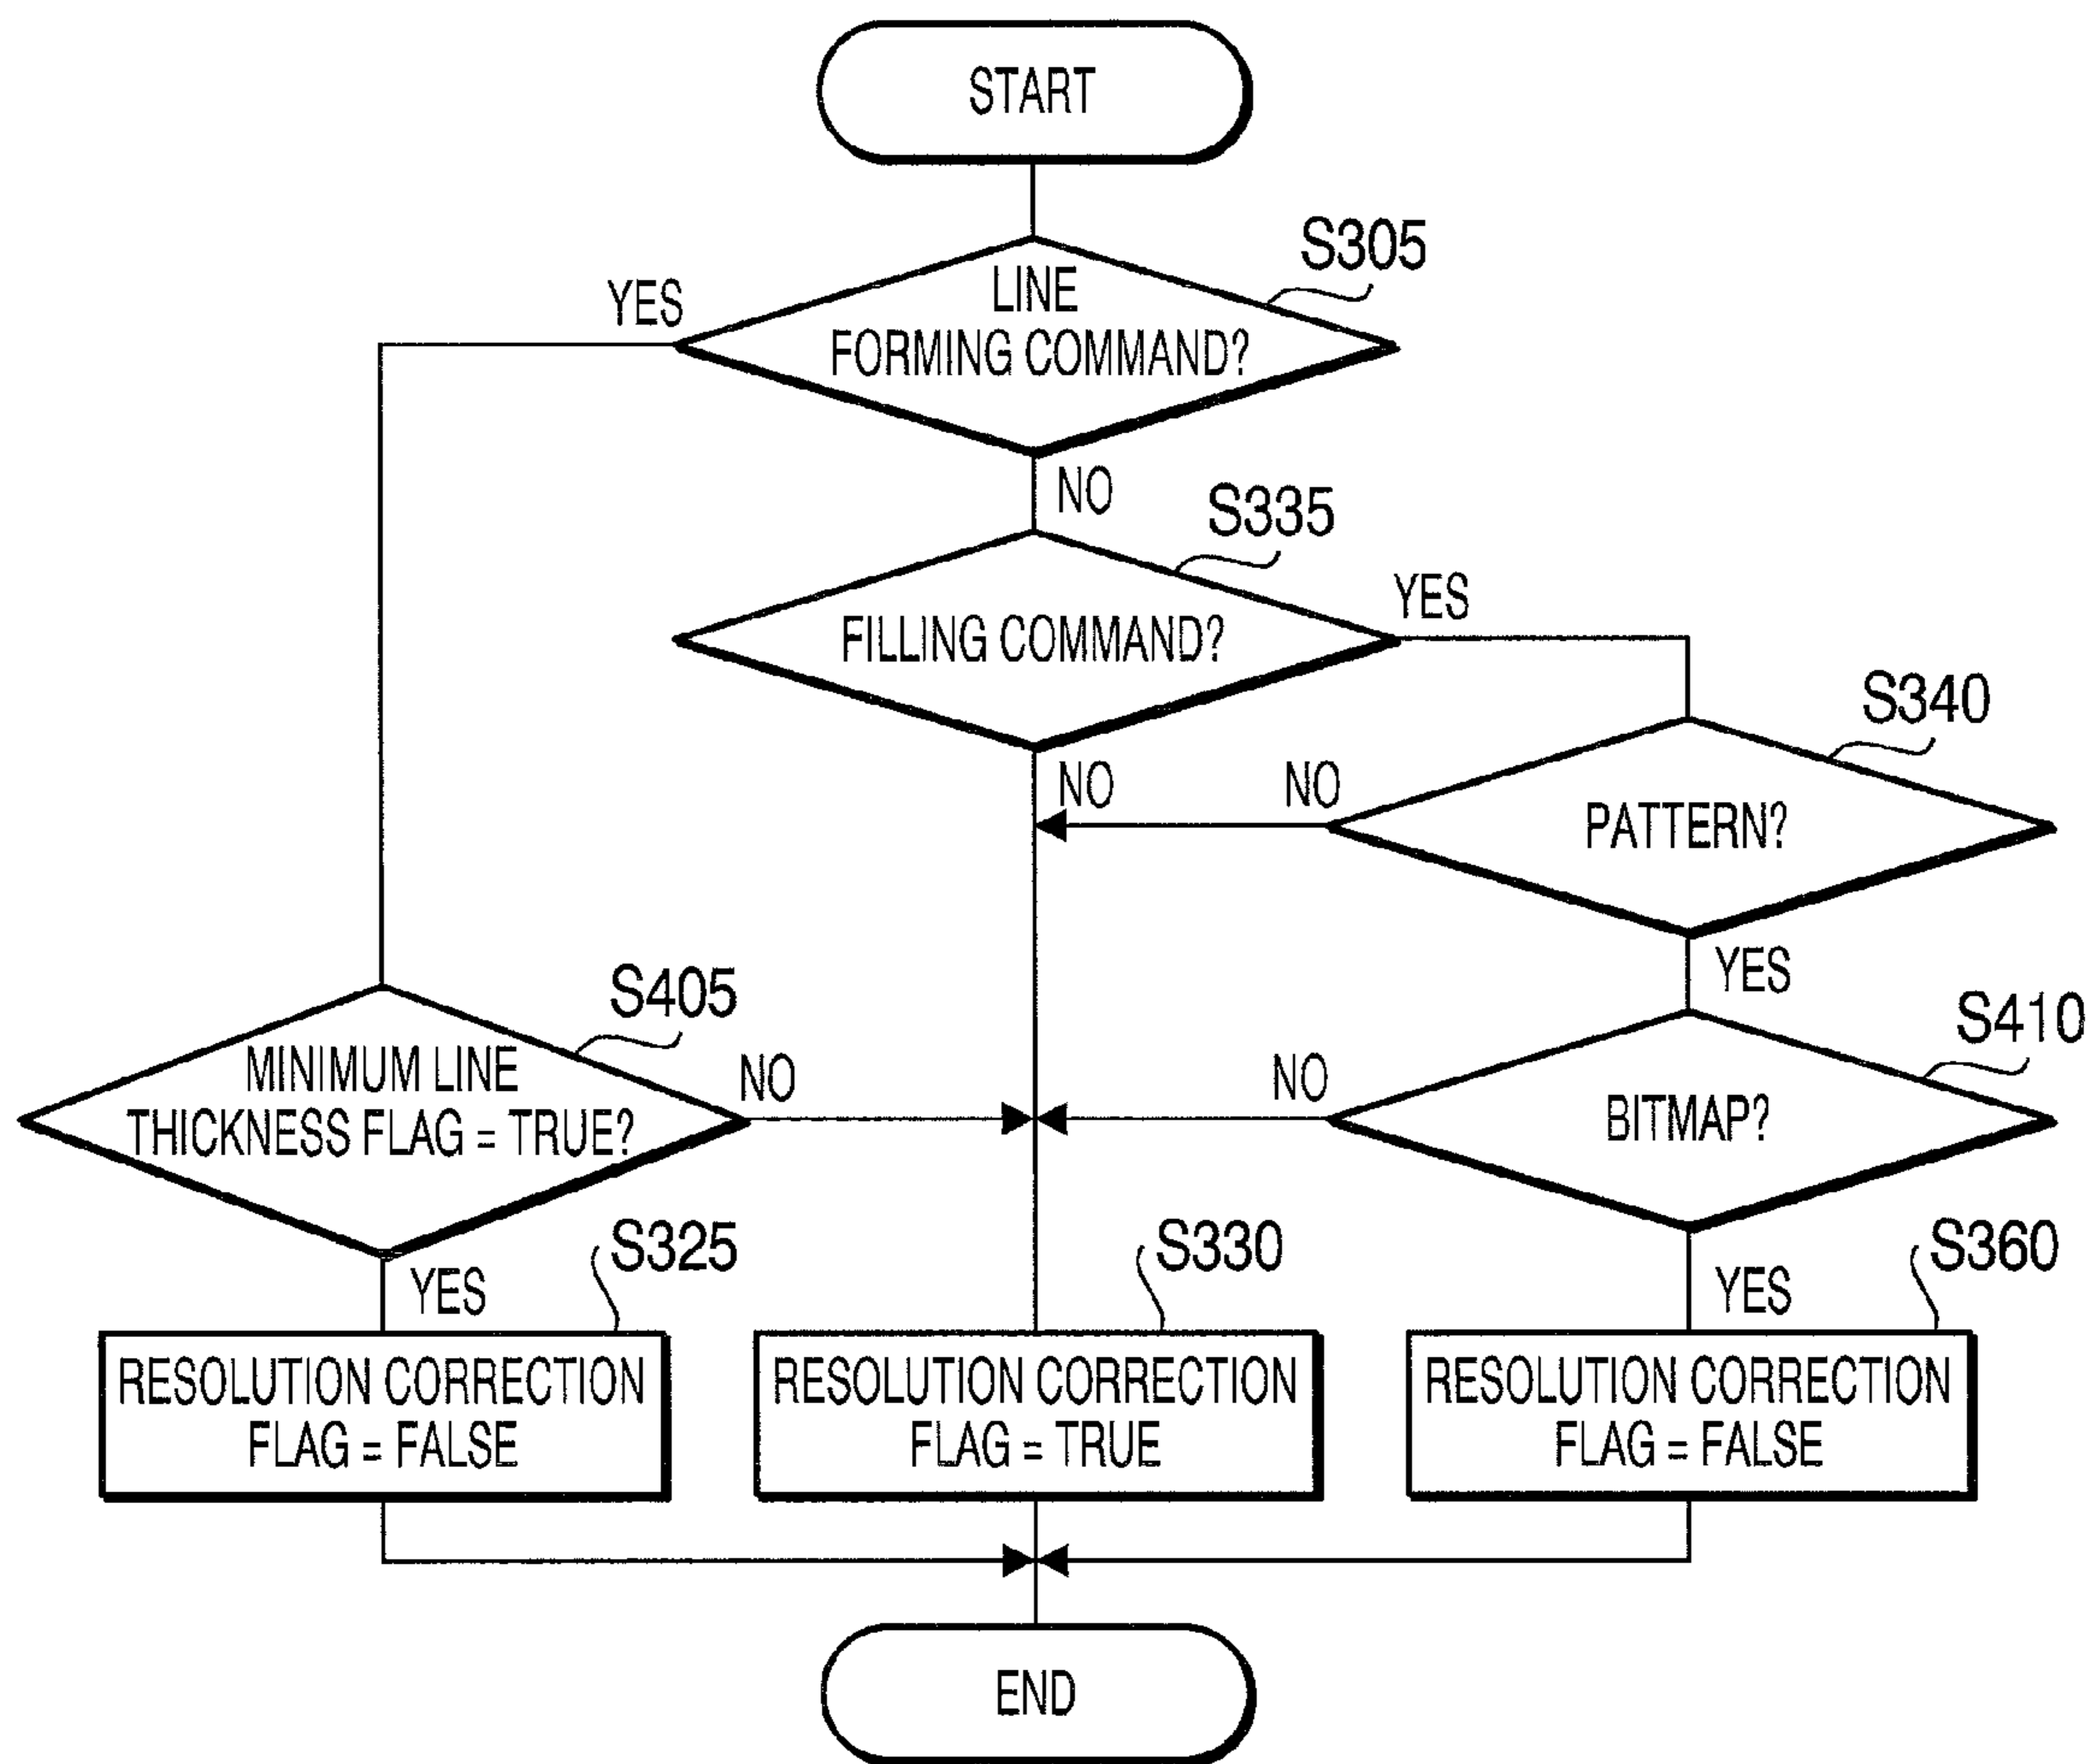 START
S305
YES
LINE
FORMING COMMAND?
NO
S335
YES
FILLING COMMAND?
S340
NO
NO
PATTERN?
YES
S405
S410
MINIMUM LINE
THICKNESS FLAG = TRUE?
NO
NO
BITMAP?
S325
S330
S360
YES
YES
RESOLUTION CORRECTION
FLAG = FALSE
RESOLUTION CORRECTION
FLAG = TRUE
RESOLUTION CORRECTION
FLAG = FALSE
END